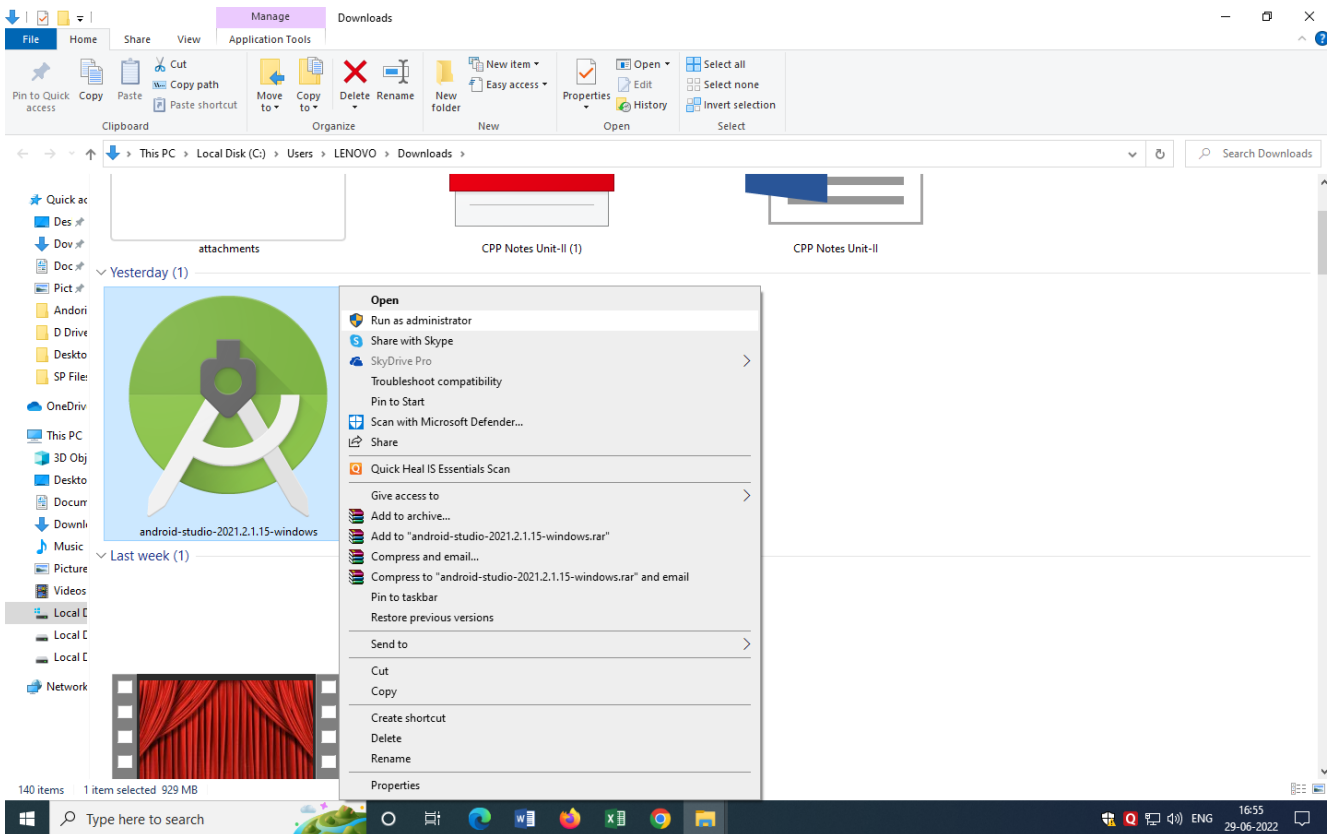 Manage
Downloads
File
Home
Share
View
Application Tools
Pin to Quick access
Copy
Paste
Cut
Copy path
Paste shortcut
Move to
Copy to
Delete
Rename
New folder
New item
Easy access
Properties
Open
Edit
History
Select all
Select none
Invert selection
Clipboard
Organize
New
Open
Select
This PC > Local Disk (C:) > Users > LENOVO > Downloads >
Search Downloads
Quick ac
Des
Dov
Doc
Pict
Andori
D Drive
Deskto
SP File
OneDriv
This PC
3D Obj
Deskto
Docum
Downl
Music
Picture
Videos
Local D
Local D
Local D
Network
attachments
CPP Notes Unit-II (1)
CPP Notes Unit-II
Yesterday (1)
android-studio-2021.2.1.15-windows
Last week (1)
Open
Run as administrator
Share with Skype
SkyDrive Pro
Troubleshoot compatibility
Pin to Start
Scan with Microsoft Defender...
Share
Quick Heal IS Essentials Scan
Give access to
Add to archive...
Add to "android-studio-2021.2.1.15-windows.rar"
Compress and email...
Compress to "android-studio-2021.2.1.15-windows.rar" and email
Pin to taskbar
Restore previous versions
Send to
Cut
Copy
Create shortcut
Delete
Rename
Properties
140 items
1 item selected 929 MB
Type here to search
ENG
16:55
29-06-2022